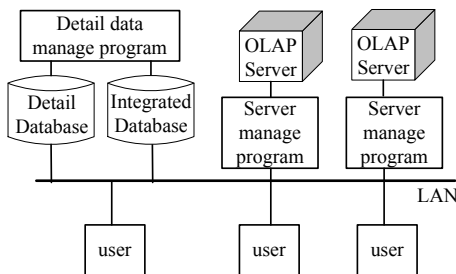 Detail data
manage program
OLAP
Server
OLAP
Server
Detail
Database
Integrated
Database
Server
manage
program
Server
manage
program
LAN
user
user
user